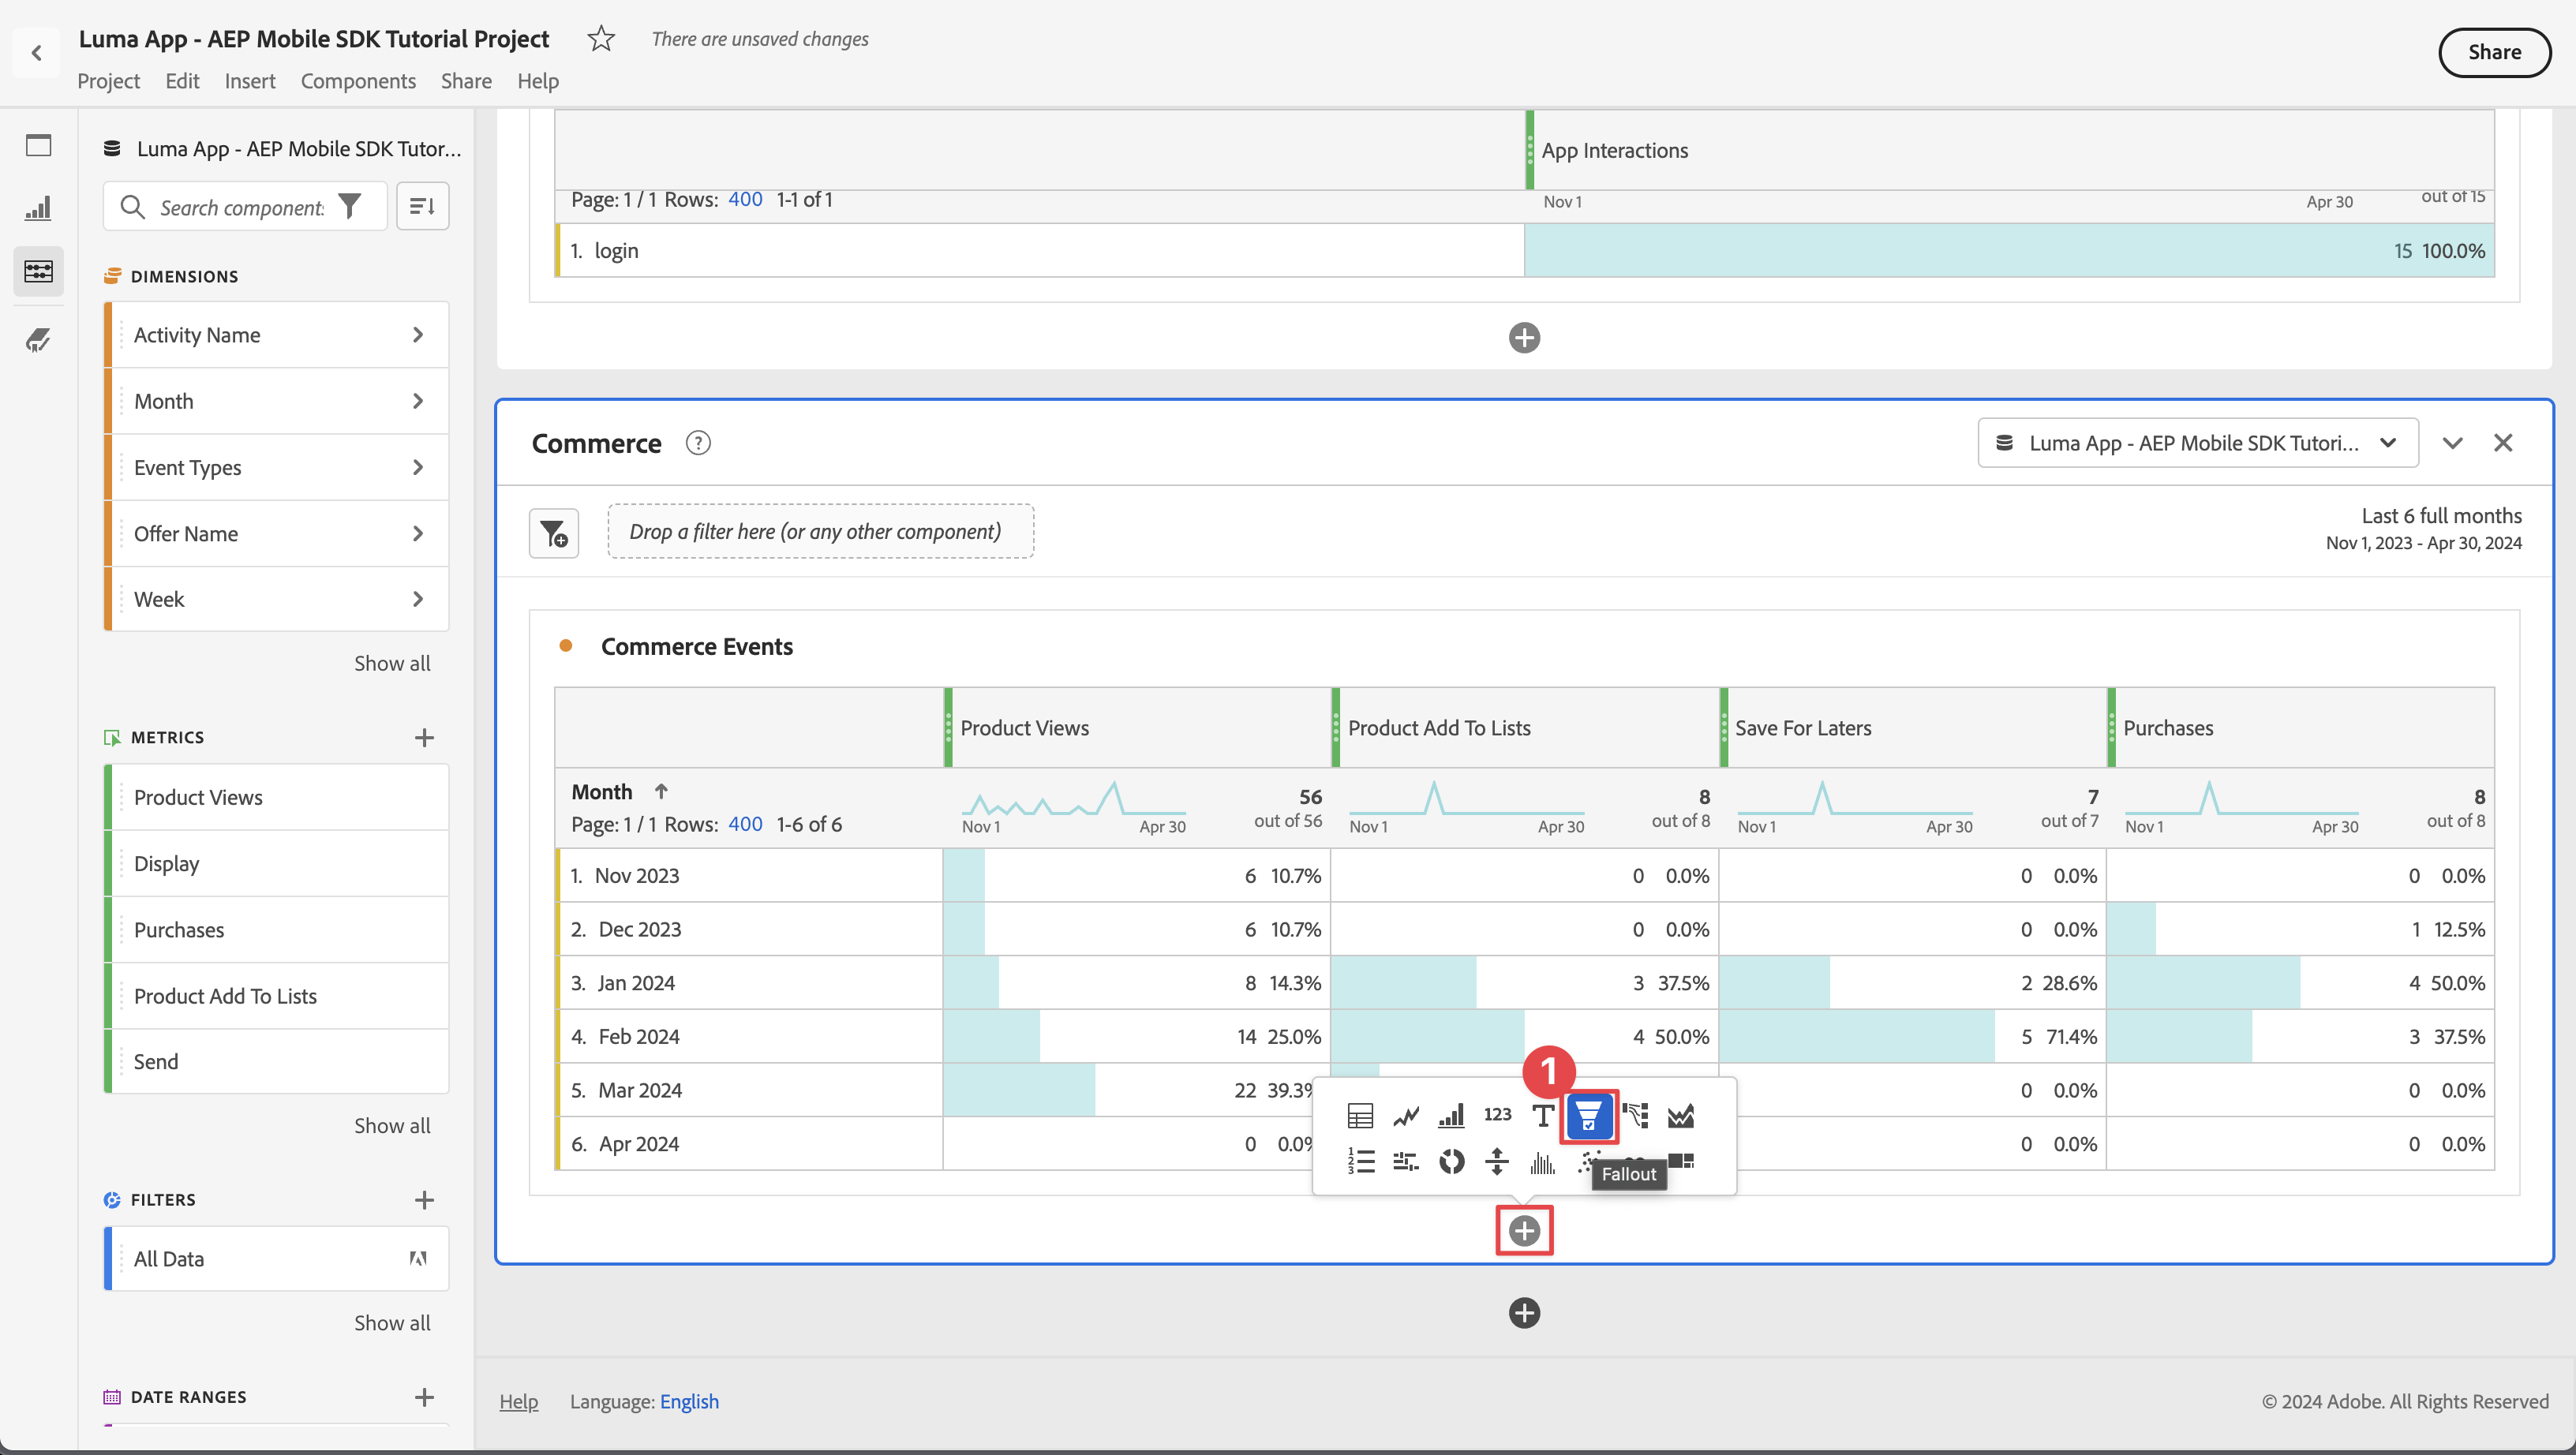 Luma App - AEP Mobile SDK Tutorial Project
There are unsaved changes
Share
Project Edit Insert Components Share Help
Luma App - AEP Mobile SDK Tutor...
Search component
DIMENSIONS
Activity Name
Month
Event Types
Offer Name
Week
Show all
METRICS
Product Views
Display
Purchases
Product Add To Lists
Send
Show all
FILTERS
All Data
Show all
DATE RANGES
App Interactions
Page: 1 / 1 Rows: 400 1-1 of 1
Nov 1 Apr 30 out of 15
1. login 15 100.0%
Commerce
Luma App - AEP Mobile SDK Tutori...
Drop a filter here (or any other component)
Last 6 full months
Nov 1, 2023 - Apr 30, 2024
Commerce Events
Product Views Product Add To Lists Save For Laters Purchases
Month 56 8 7 8
Page: 1 / 1 Rows: 400 1-6 of 6 Nov 1 Apr 30 out of 56 Nov 1 Apr 30 out of 8 Nov 1 Apr 30 out of 7 Nov 1 Apr 30 out of 8
1. Nov 2023 6 10.7% 0 0.0% 0 0.0% 0 0.0%
2. Dec 2023 6 10.7% 0 0.0% 0 0.0% 1 12.5%
3. Jan 2024 8 14.3% 3 37.5% 2 28.6% 4 50.0%
4. Feb 2024 14 25.0% 4 50.0% 5 71.4% 3 37.5%
5. Mar 2024 22 39.3% 0 0.0% 0 0.0%
6. Apr 2024 0 0.0% 0 0.0% 0 0.0%
1
123
Fallout
Help Language: English
© 2024 Adobe. All Rights Reserved